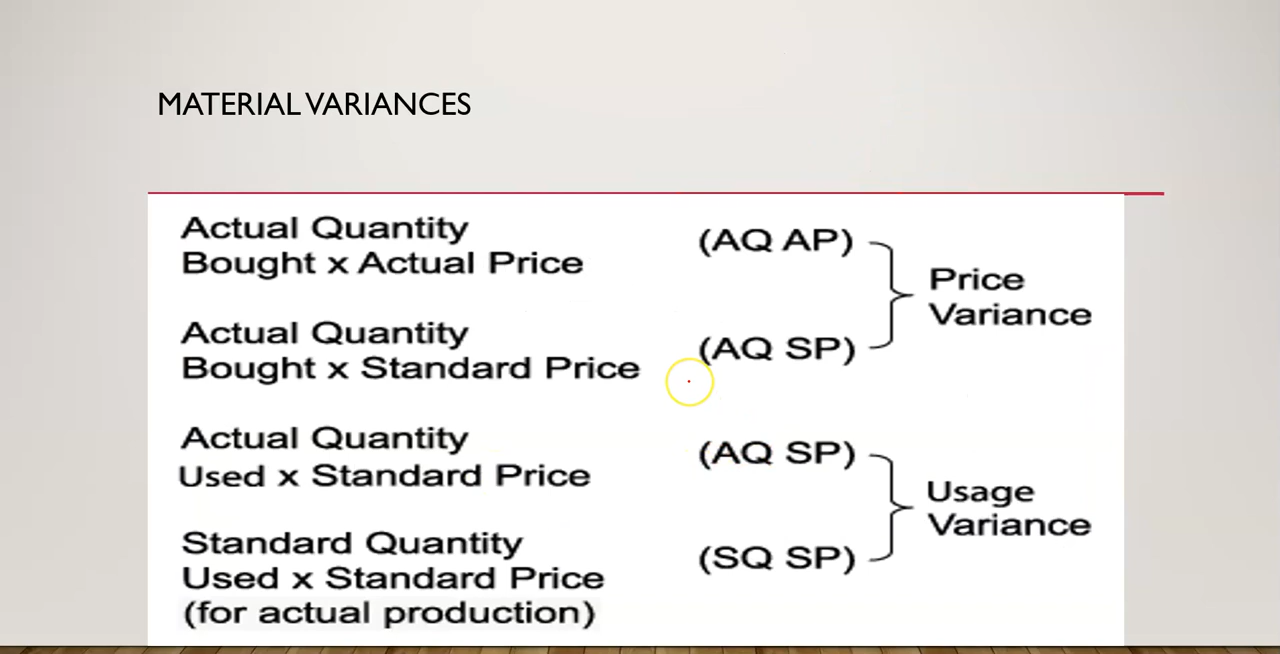 MATERIAL VARIANCES
Actual Quantity
Bought x Actual Price
(AQ AP)
Price
Variance
Actual Quantity
Bought x Standard Price
(AQ SP)
Actual Quantity
Used x Standard Price
(AQ SP)
Usage
Variance
Standard Quantity
Used x Standard Price
(for actual production)
(SQ SP)